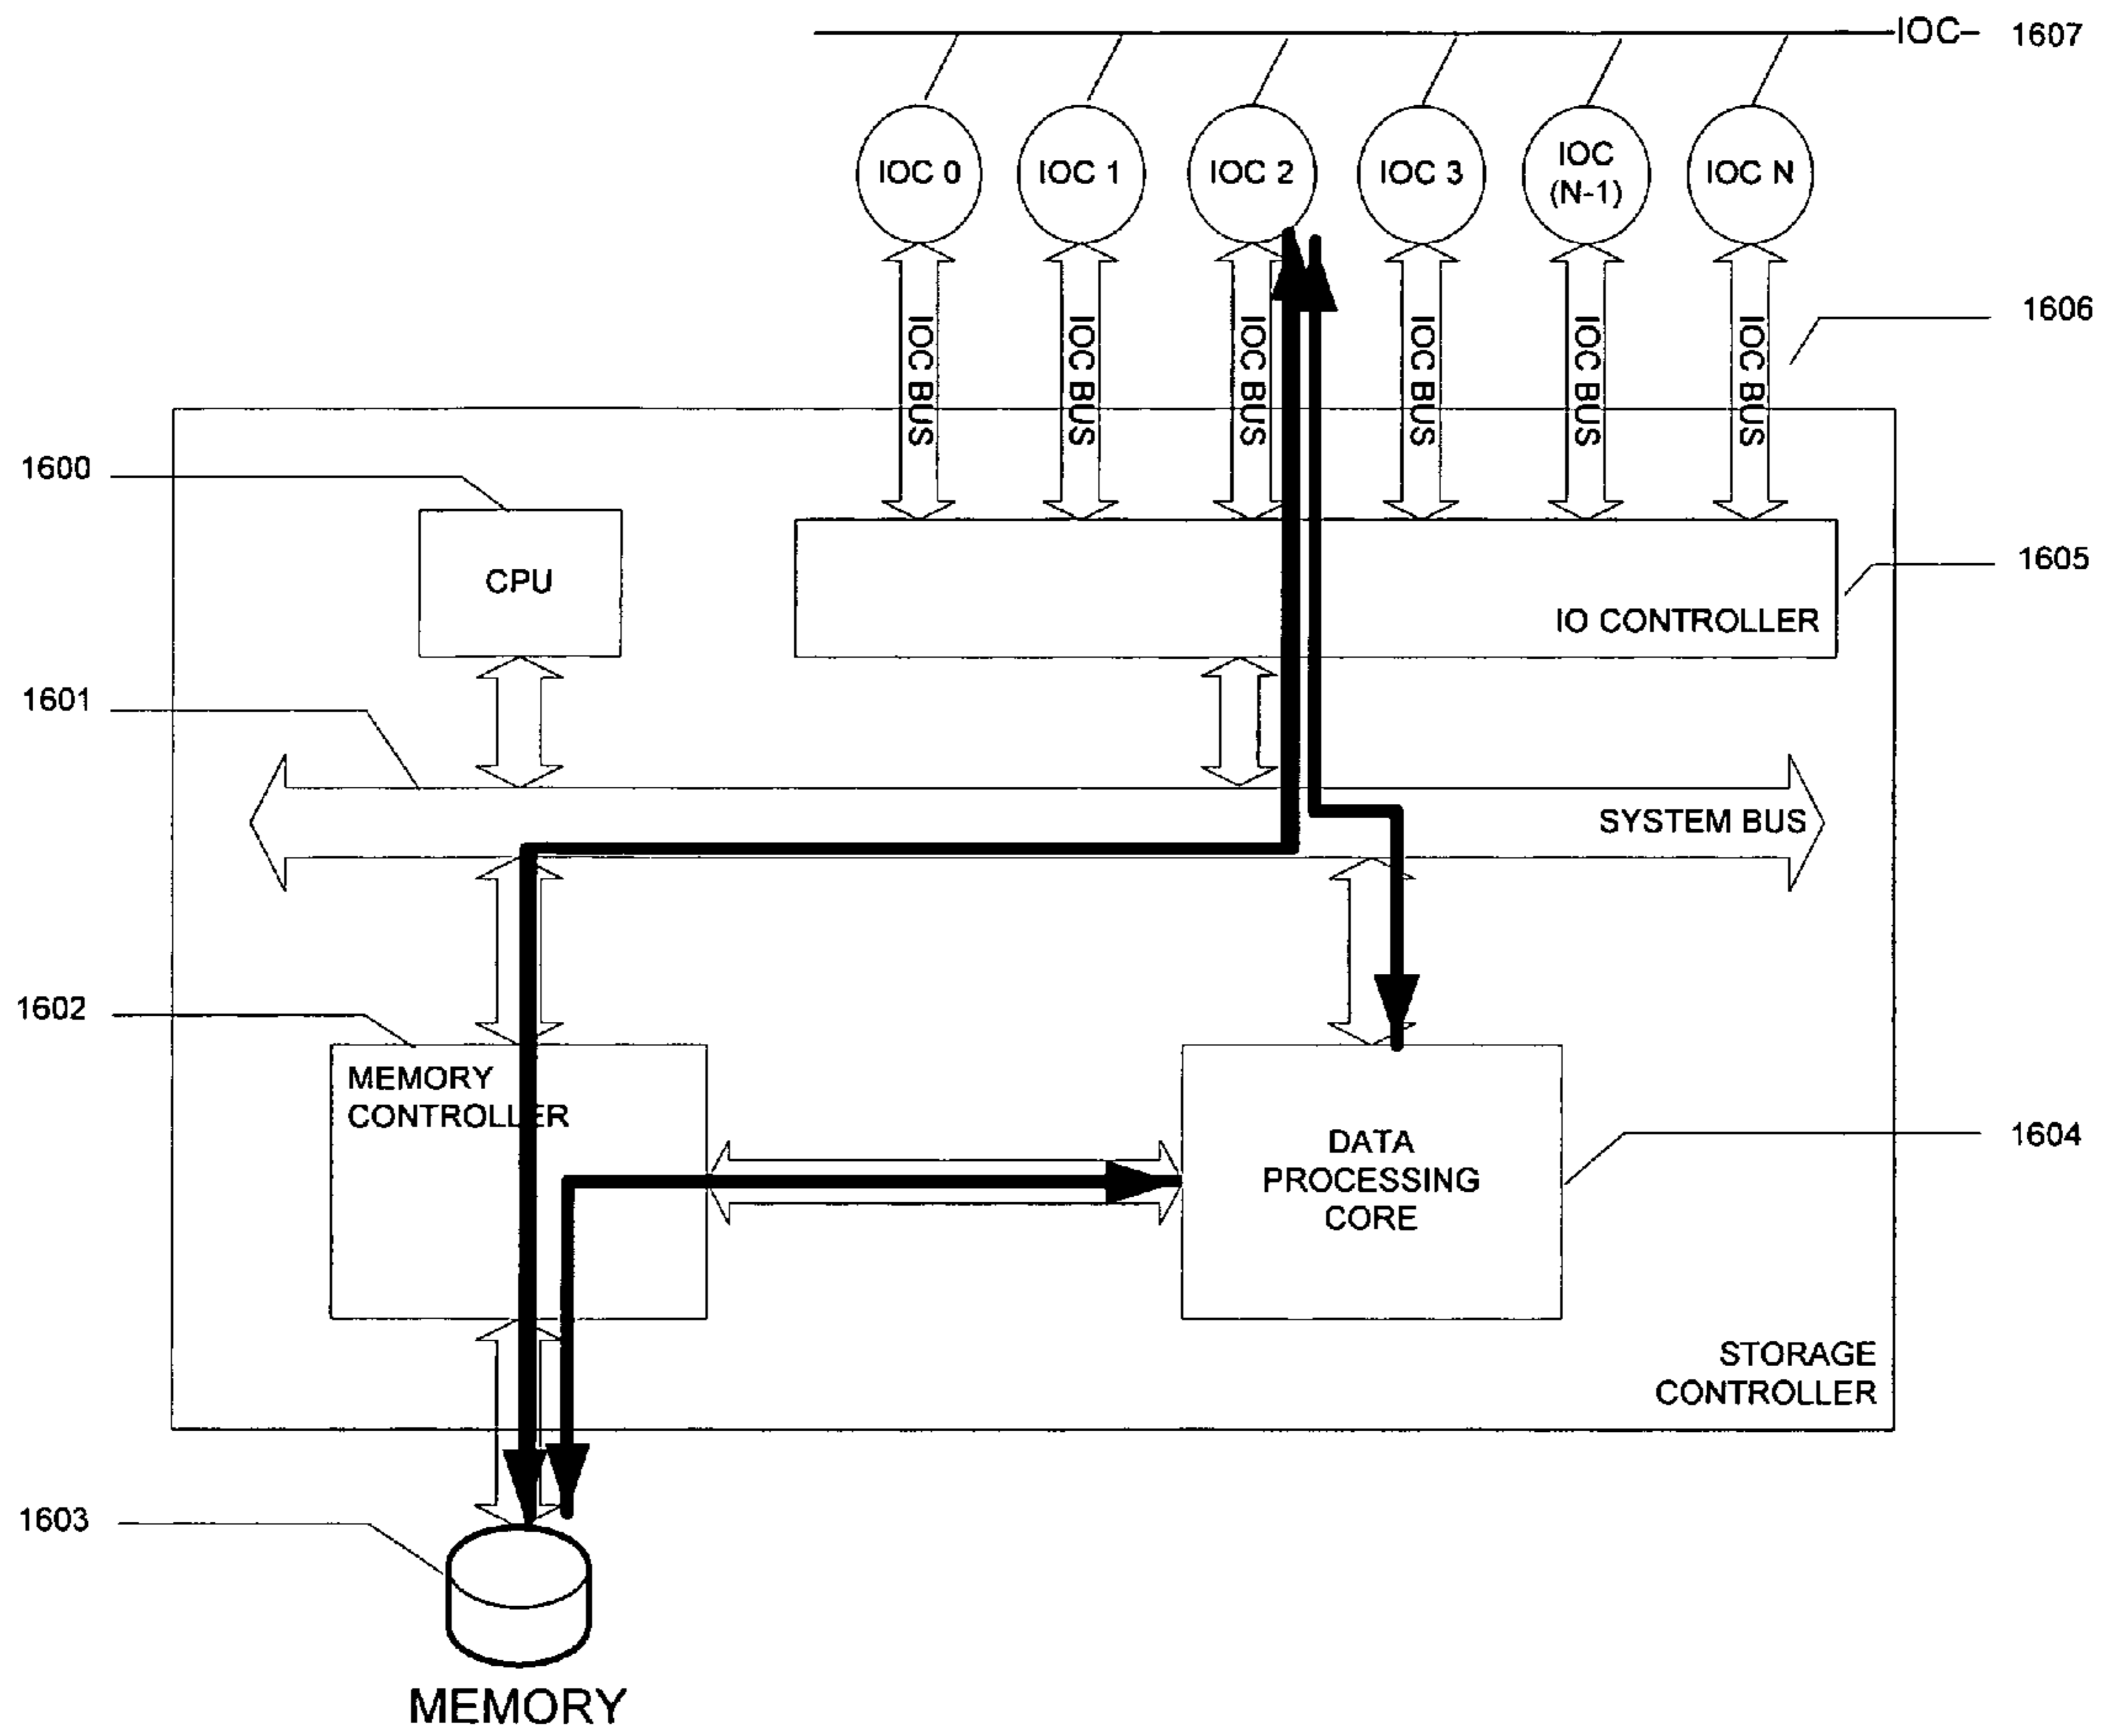 IOC 1607
IOC 0
IOC 1
IOC 2
IOC 3
IOC
(N-1)
IOC N
1606
IOC BUS
IOC BUS
IOC BUS
IOC BUS
IOC BUS
IOC BUS
1600
CPU
1605
IO CONTROLLER
1601
SYSTEM BUS
1602
MEMORY
CONTROLLER
DATA
PROCESSING
CORE
1604
STORAGE
CONTROLLER
1603
MEMORY